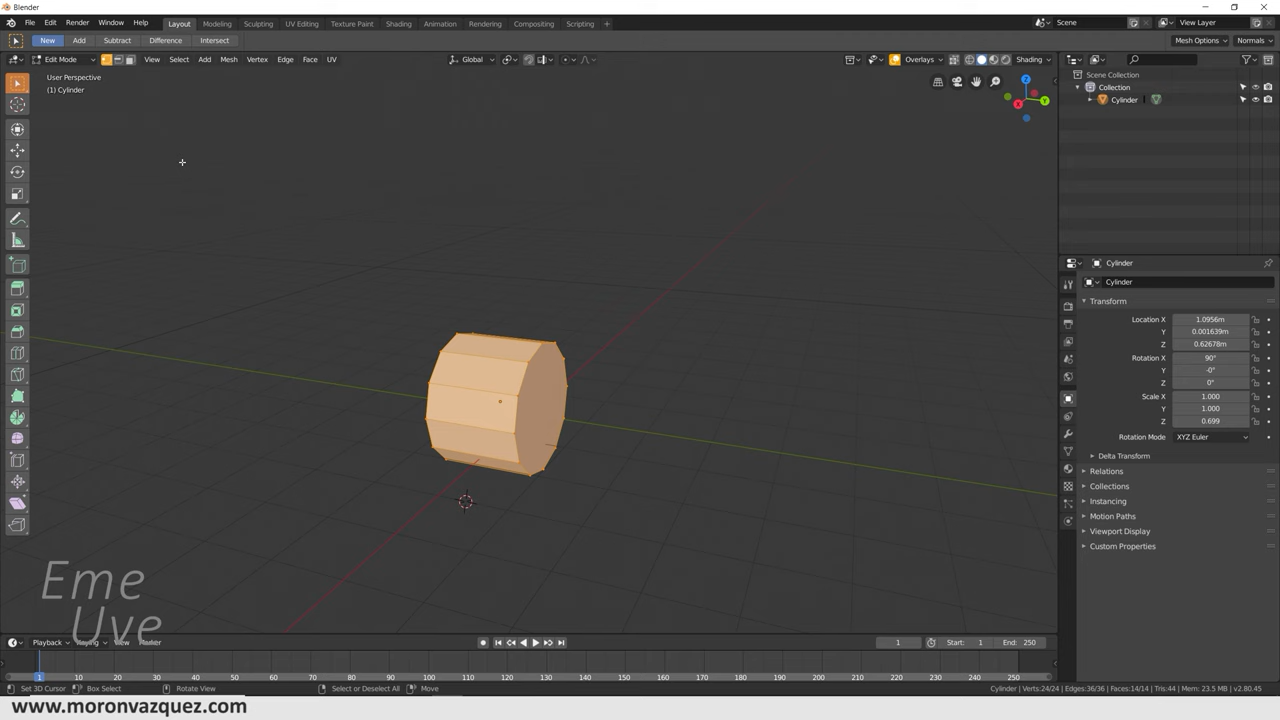 Blender
File Edit Render Window Help Layout Modeling Sculpting UV Editing Texture Paint Shading Animation Rendering Compositing Scripting + Scene View Layer
New Add Subtract Difference Intersect Mesh Options Normals
Edit Mode View Select Add Mesh Vertex Edge Face UV Global Overlays Shading
User Perspective
(1) Cylinder
Z
Y
X
Scene Collection
Collection
Cylinder
Cylinder
Cylinder
Transform
Location X 1.0956m
Y 0.001639m
Z 0.62678m
Rotation X 90°
Y -0°
Z 0°
Scale X 1.000
Y 1.000
Z 0.699
Rotation Mode XYZ Euler
Delta Transform
Relations
Collections
Instancing
Motion Paths
Viewport Display
Custom Properties
Eme
Uve
Playback Keying View Marker 1 Start: 1 End: 250
1 10 20 30 40 50 60 70 80 90 100 110 120 130 140 150 160 170 180 190 200 210 220 230 240 250
Set 3D Cursor Box Select Rotate View Select or Deselect All Move Cylinder | Verts:24/24 | Edges:36/36 | Faces:14/14 | Tris:44 | Mem: 23.5 MB | v2.80.45
www.moronvazquez.com